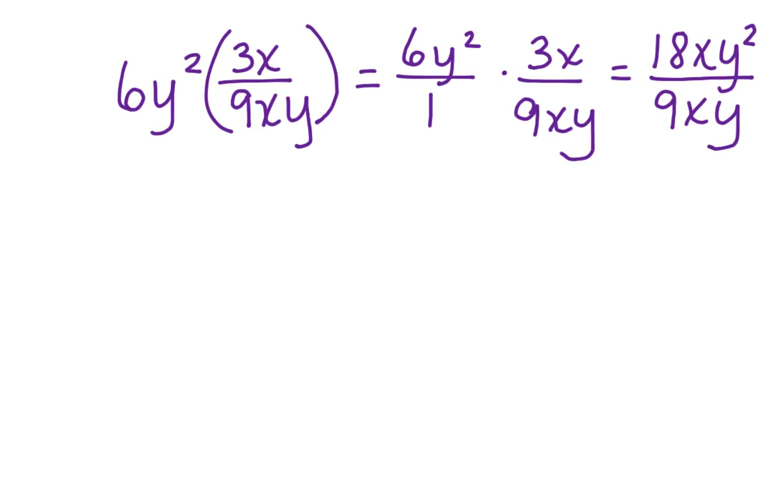 6y²(3x/9xy) = 6y²/1 · 3x/9xy = 18xy²/9xy